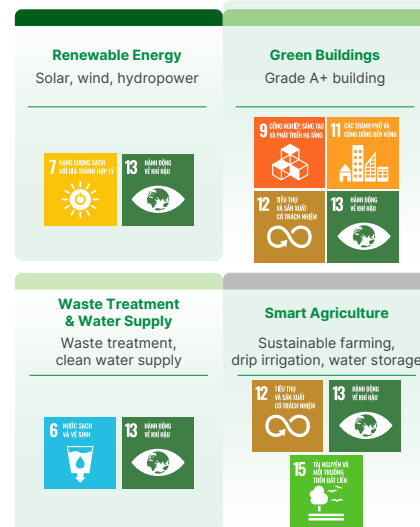 Renewable Energy
Solar, wind, hydropower
7 NĂNG LƯỢNG SẠCH
VỚI GIÁ THÀNH HỢP LÝ
13 HÀNH ĐỘNG
VỀ KHÍ HẬU
Green Buildings
Grade A+ building
9 CÔNG NGHIỆP, SÁNG TẠO
VÀ PHÁT TRIỂN HẠ TẦNG
11 CÁC THÀNH PHỐ VÀ
CỘNG ĐỒNG BỀN VỮNG
12 TIÊU THỤ
VÀ SẢN XUẤT
CÓ TRÁCH NHIỆM
13 HÀNH ĐỘNG
VỀ KHÍ HẬU
Waste Treatment
& Water Supply
Waste treatment,
clean water supply
6 NƯỚC SẠCH
VÀ VỆ SINH
13 HÀNH ĐỘNG
VỀ KHÍ HẬU
Smart Agriculture
Sustainable farming,
drip irrigation, water storage
12 TIÊU THỤ
VÀ SẢN XUẤT
CÓ TRÁCH NHIỆM
13 HÀNH ĐỘNG
VỀ KHÍ HẬU
15 TÀI NGUYÊN VÀ
MÔI TRƯỜNG
TRÊN ĐẤT LIỀN